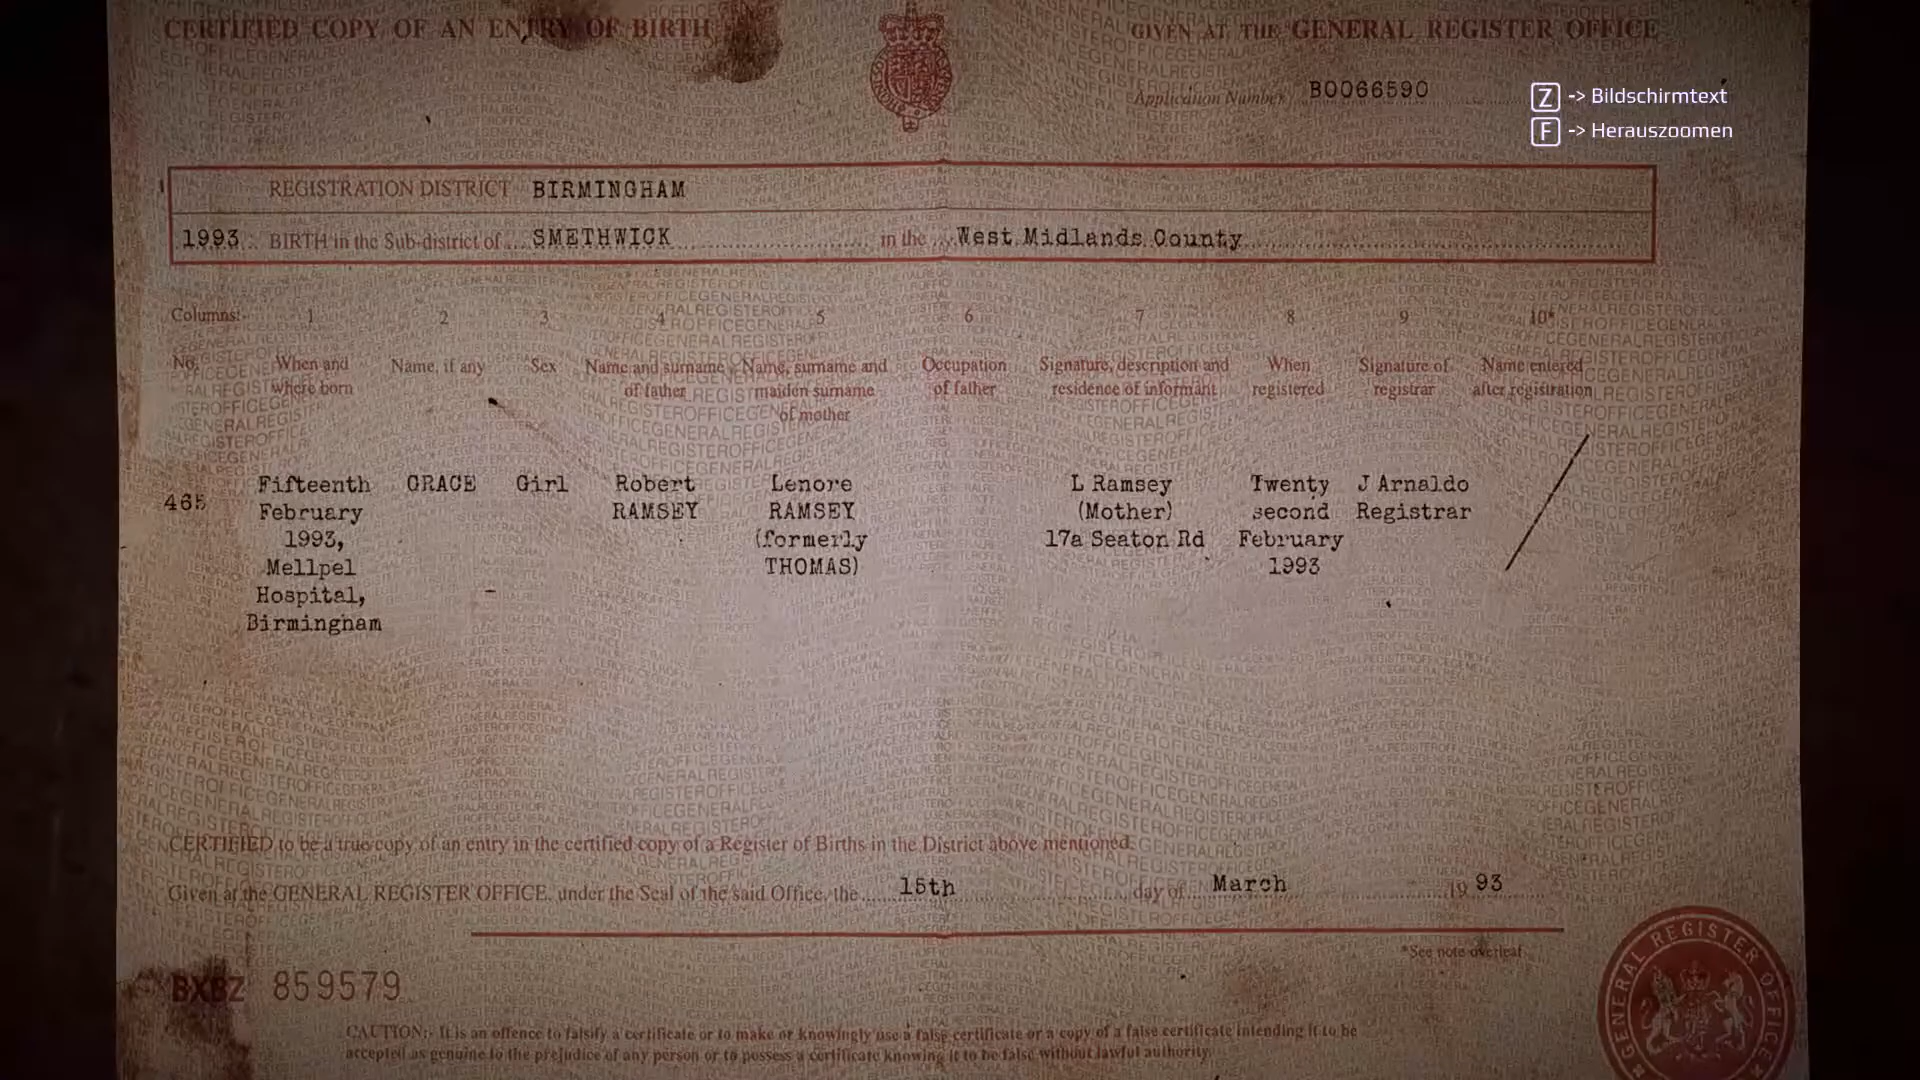 CERTIFIED COPY OF AN ENTRY OF BIRTH
GIVEN AT THE GENERAL REGISTER OFFICE
Application Number B0066590
Z -> Bildschirmtext
F -> Herauszoomen
REGISTRATION DISTRICT BIRMINGHAM
1993 BIRTH in the Sub-district of SMETHWICK in the West Midlands County
Columns:- 1 2 3 4 5 6 7 8 9 10*
No. When and where born
Name, if any
Sex
Name and surname of father
Name, surname and maiden surname of mother
Occupation of father
Signature, description and residence of informant
When registered
Signature of registrar
Name entered after registration
465
Fifteenth
February
1993,
Mellpel
Hospital,
Birmingham
GRACE
Girl
Robert
RAMSEY
Lenore
RAMSEY
(formerly
THOMAS)
L Ramsey
(Mother)
17a Seaton Rd
Twenty
second
February
1993
J Arnaldo
Registrar
CERTIFIED to be a true copy of an entry in the certified copy of a Register of Births in the District above mentioned.
Given at the GENERAL REGISTER OFFICE, under the Seal of the said Office, the 15th day of March 19 93
*See note overleaf
BXBZ 859579
CAUTION:- It is an offence to falsify a certificate or to make or knowingly use a false certificate or a copy of a false certificate intending it to be
accepted as genuine to the prejudice of any person or to possess a certificate knowing it to be false without lawful authority.
GENERAL REGISTER OFFICE